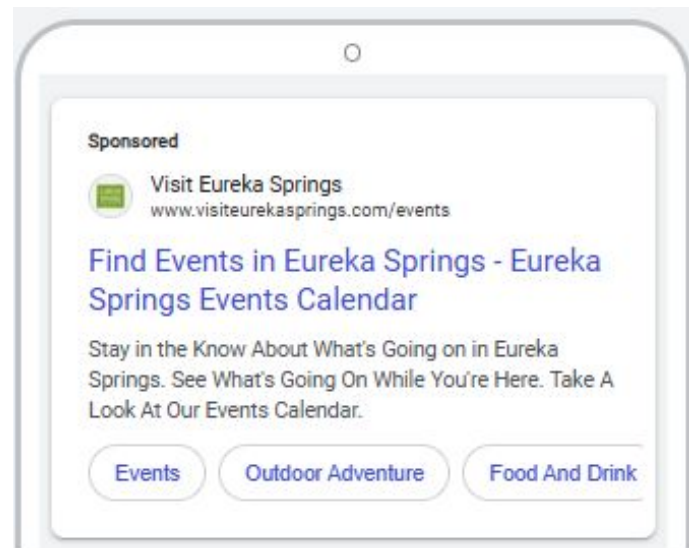 Sponsored
Visit Eureka Springs
www.visiteurekasprings.com/events
Find Events in Eureka Springs - Eureka
Springs Events Calendar
Stay in the Know About What's Going on in Eureka
Springs. See What's Going On While You're Here. Take A
Look At Our Events Calendar.
Events Outdoor Adventure Food And Drink